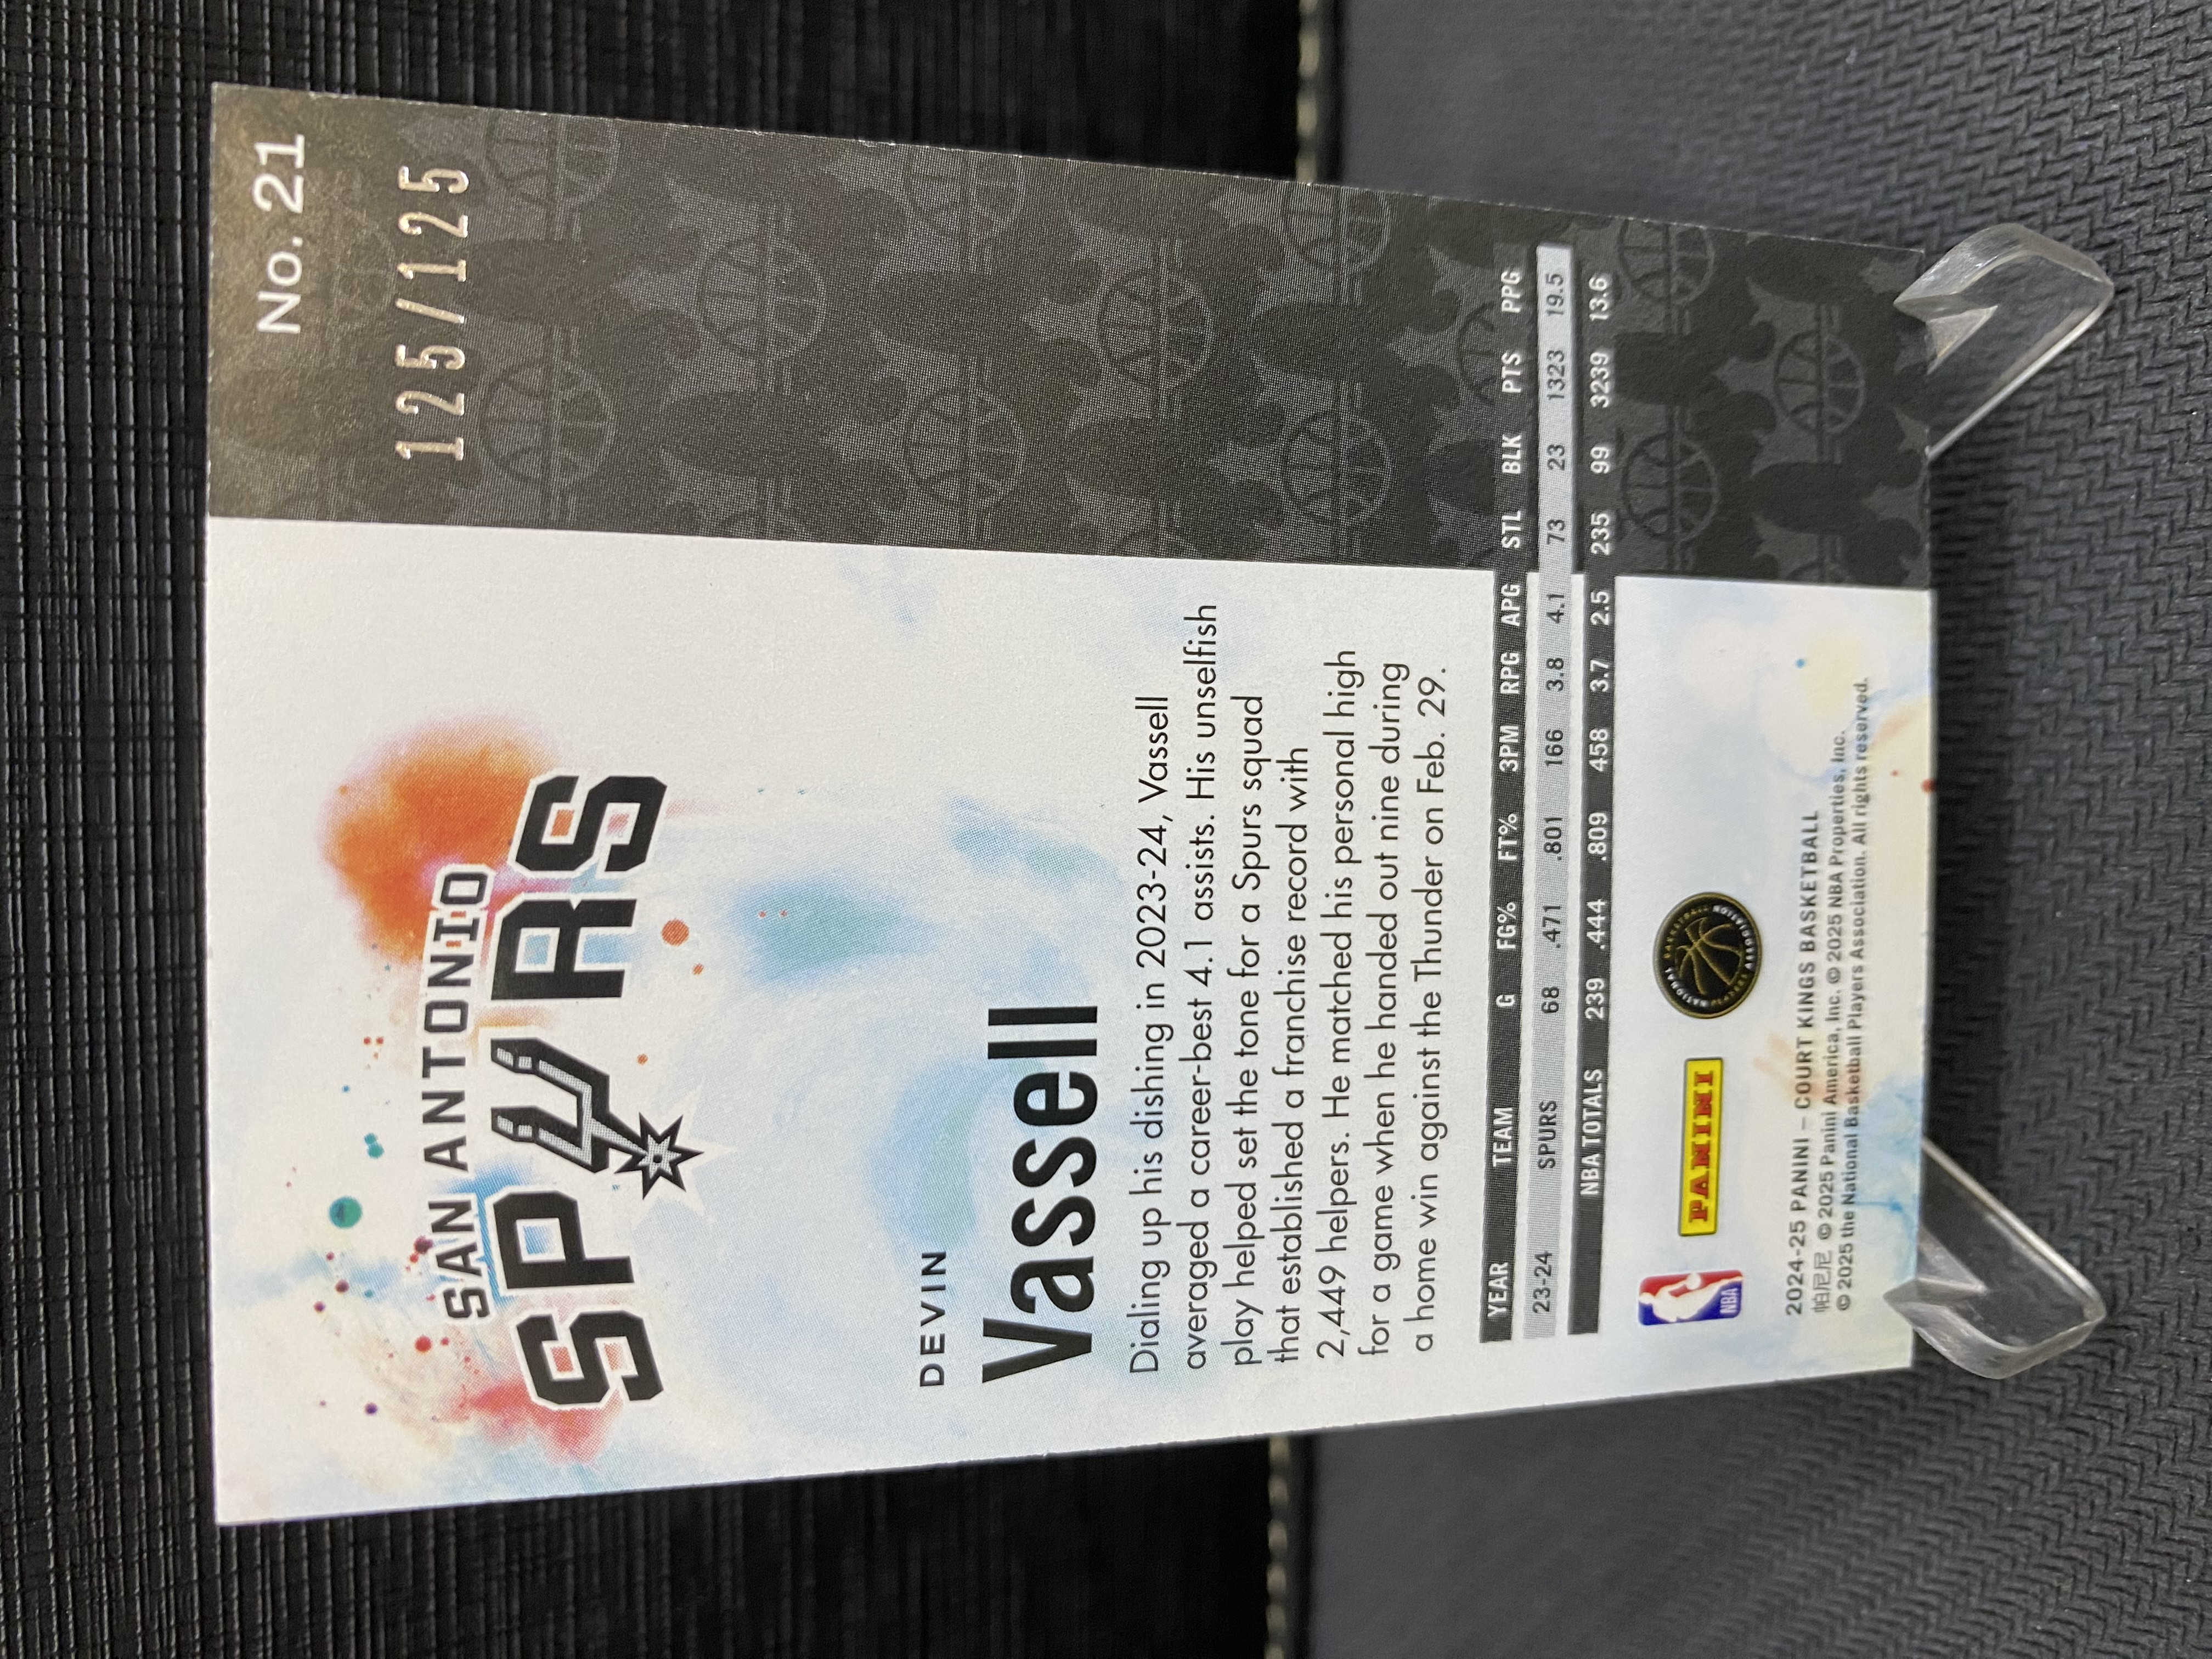 No. 21
125/125
SAN ANTONIO
SPURS
DEVIN
Vassell
Dialing up his dishing in 2023-24, Vassell
averaged a career-best 4.1 assists. His unselfish
play helped set the tone for a Spurs squad
that established a franchise record with
2,449 helpers. He matched his personal high
for a game when he handed out nine during
a home win against the Thunder on Feb. 29.
YEAR TEAM G FG% FT% 3PM RPG APG STL BLK PTS PPG
23-24 SPURS 68 .471 .801 166 3.8 4.1 73 23 1323 19.5
NBA TOTALS 239 .444 .809 458 3.7 2.5 235 99 3239 13.6
NBA
PANINI
NATIONAL BASKETBALL PLAYERS ASSOCIATION
2024-25 PANINI – COURT KINGS BASKETBALL
帕尼尼 © 2025 Panini America, Inc. © 2025 NBA Properties, Inc.
© 2025 the National Basketball Players Association. All rights reserved.